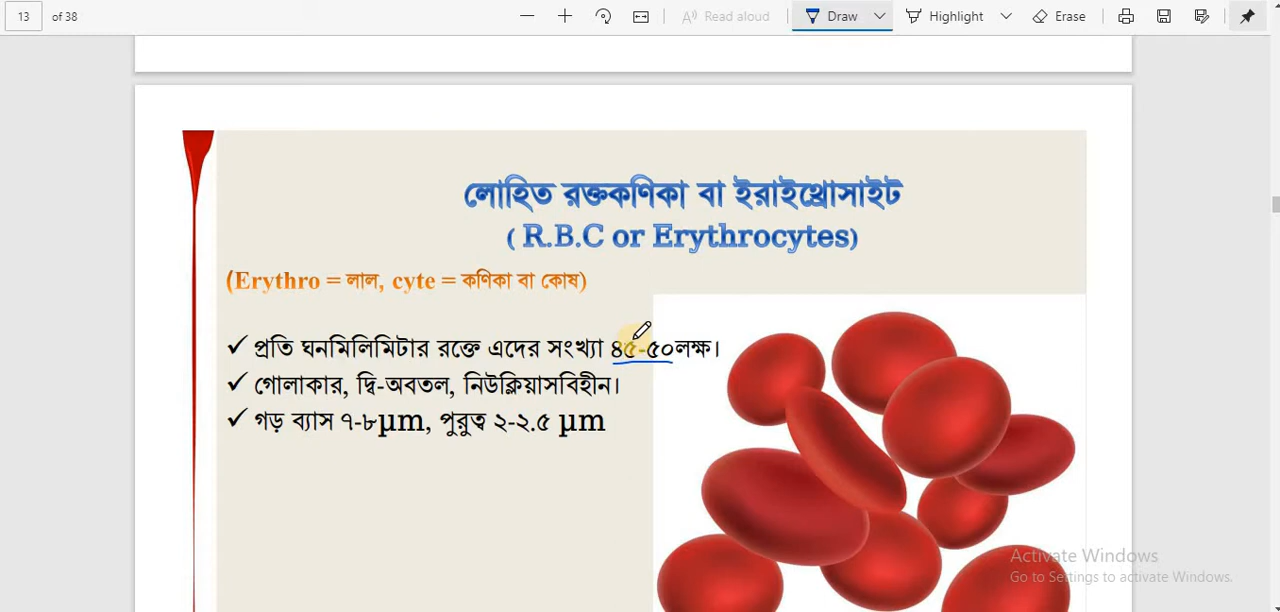 13 of 38 Read aloud Draw Highlight Erase
লোহিত রক্তকণিকা বা ইরাইথ্রোসাইট
( R.B.C or Erythrocytes)
(Erythro = লাল, cyte = কণিকা বা কোষ)
✓ প্রতি ঘনমিলিমিটার রক্তে এদের সংখ্যা ৪৫-৫০লক্ষ।
✓ গোলাকার, দ্বি-অবতল, নিউক্লিয়াসবিহীন।
✓ গড় ব্যাস ৭-৮µm, পুরুত্ব ২-২.৫ µm
Activate Windows
Go to Settings to activate Windows.